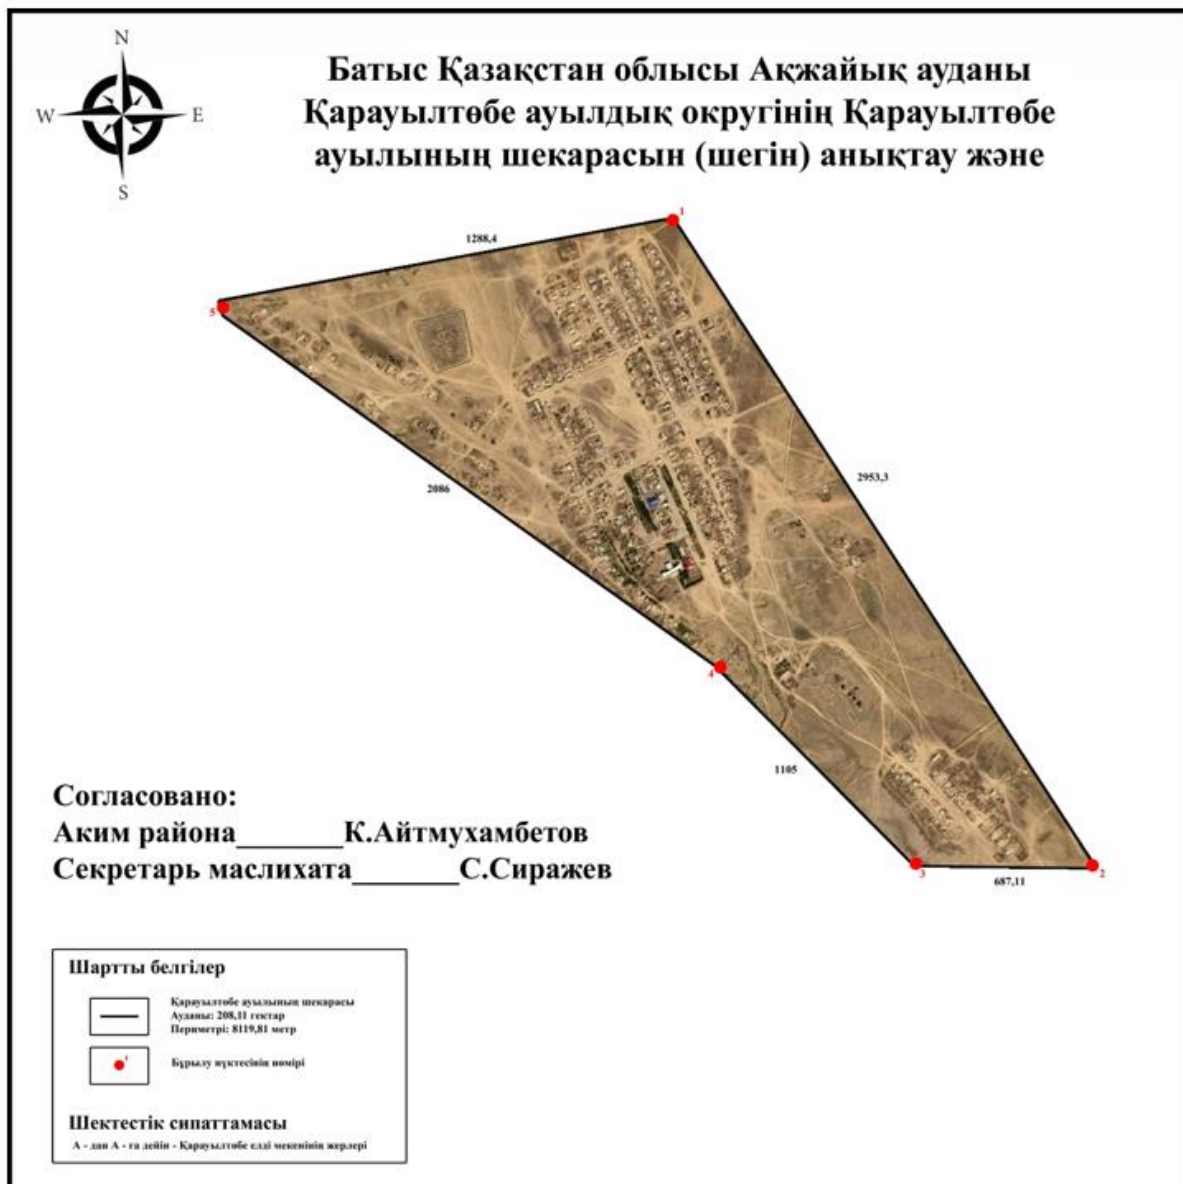 N
W
E
S
Батыс Қазақстан облысы Ақжайық ауданы
Қарауылтөбе ауылдық округінің Қарауылтөбе
ауылының шекарасын (шегін) анықтау және
1
1288,4
5
2953,3
2086
4
1105
3
2
687,11
Согласовано:
Аким района_______К.Айтмухамбетов
Секретарь маслихата_______С.Сиражев
Шартты белгілер
Қарауылтөбе ауылының шекарасы
Ауданы: 208,11 гектар
Периметрі: 8119,81 метр
Бұрылу нүктесінің нөмірі
Шектестік сипаттамасы
А - дан А - ға дейін - Қарауылтөбе елді мекенінің жерлері